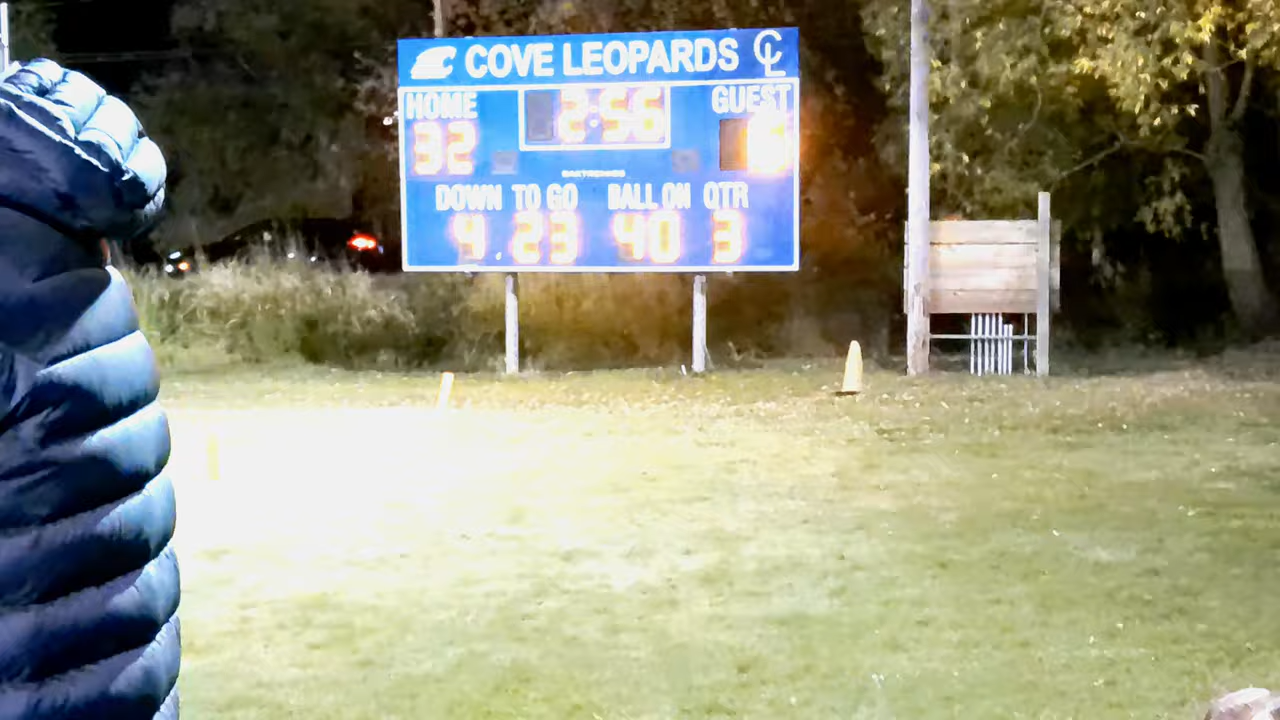 COVE LEOPARDS CL
HOME 2:56 GUEST
32
DOWN TO GO BALL ON QTR
4 23 40 3